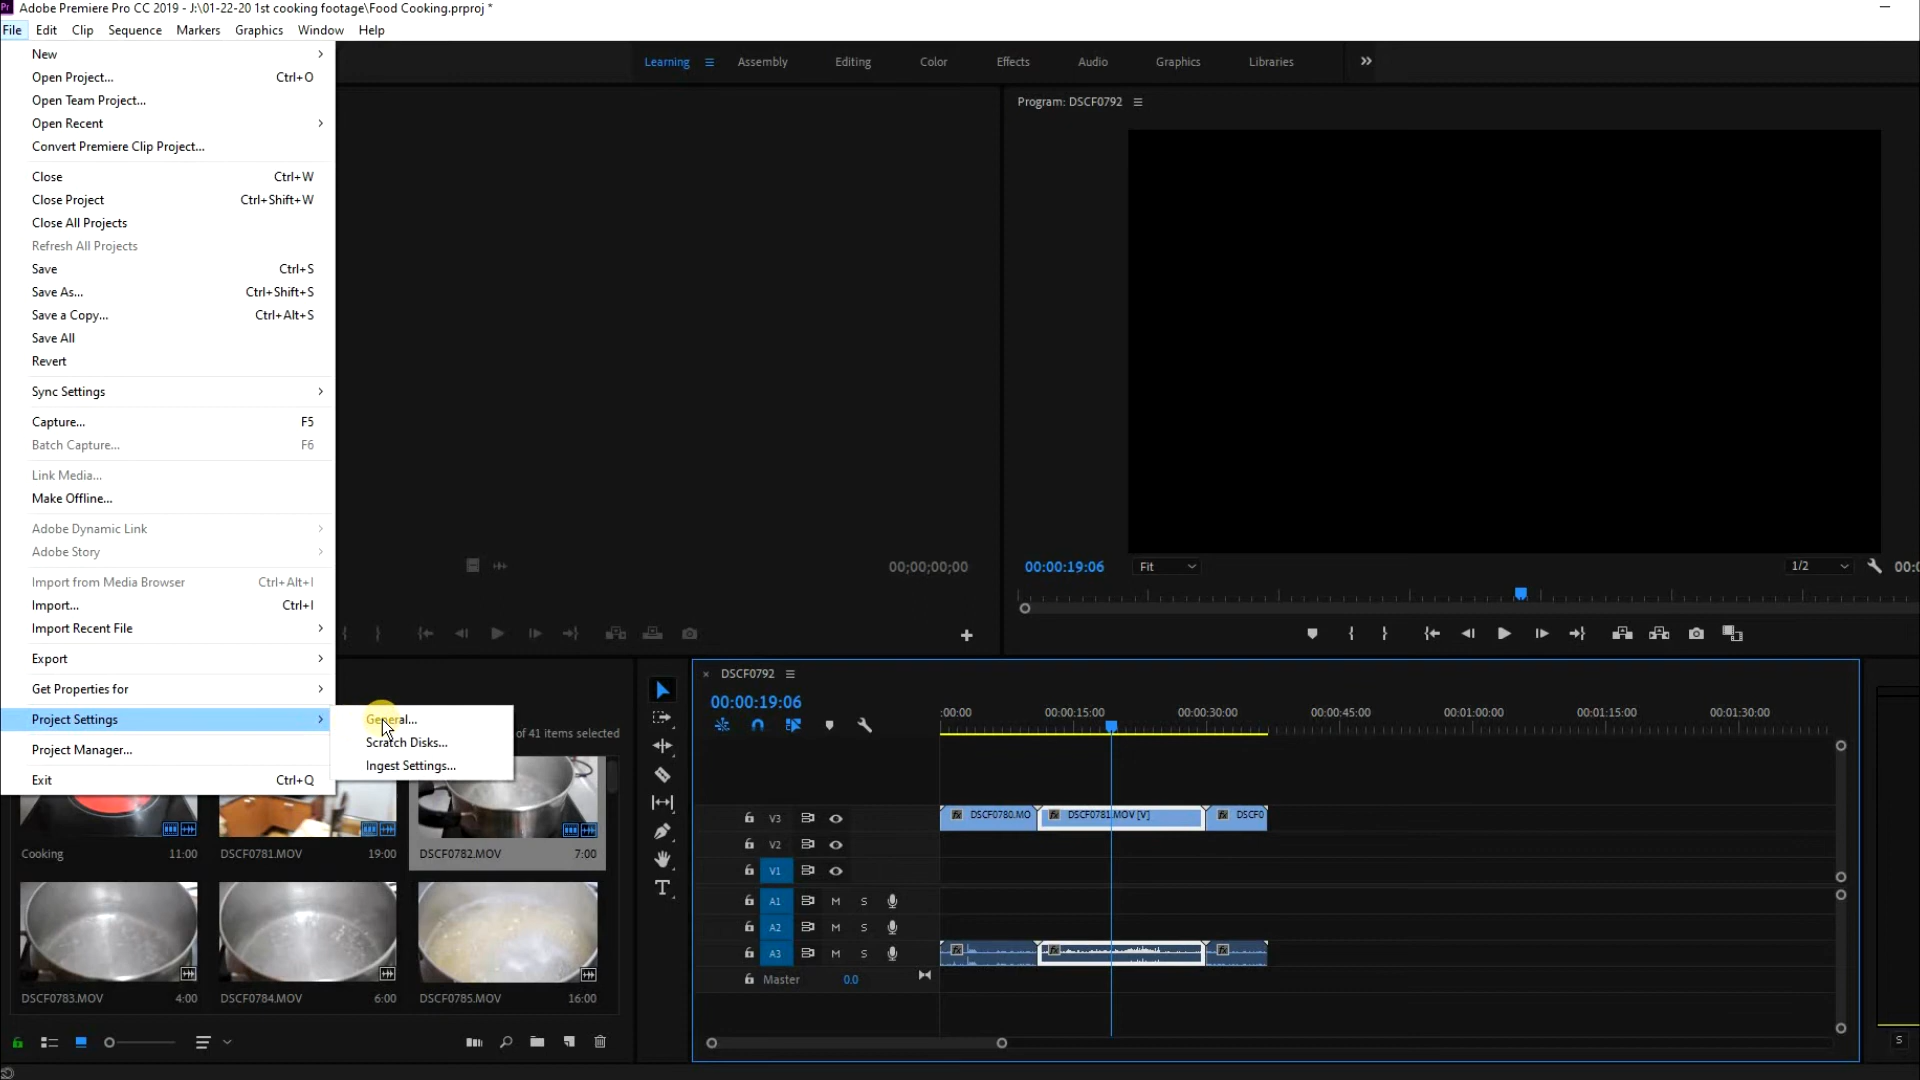 Pr Adobe Premiere Pro CC 2019 - J:\01-22-20 1st cooking footage\Food Cooking.prproj *
File Edit Clip Sequence Markers Graphics Window Help
New
Open Project... Ctrl+O
Open Team Project...
Open Recent
Convert Premiere Clip Project...
Close Ctrl+W
Close Project Ctrl+Shift+W
Close All Projects
Refresh All Projects
Save Ctrl+S
Save As... Ctrl+Shift+S
Save a Copy... Ctrl+Alt+S
Save All
Revert
Sync Settings
Capture... F5
Batch Capture... F6
Link Media...
Make Offline...
Adobe Dynamic Link
Adobe Story
Import from Media Browser Ctrl+Alt+I
Import... Ctrl+I
Import Recent File
Export
Get Properties for
Project Settings
Project Manager...
Exit Ctrl+Q
General...
Scratch Disks...
Ingest Settings...
Learning Assembly Editing Color Effects Audio Graphics Libraries
Program: DSCF0792
00;00;00;00
00:00:19:06 Fit 1/2 00:0
of 41 items selected
Cooking 11:00
DSCF0781.MOV 19:00
DSCF0782.MOV 7:00
DSCF0783.MOV 4:00
DSCF0784.MOV 6:00
DSCF0785.MOV 16:00
T
DSCF0792
00:00:19:06
:00:00 00:00:15:00 00:00:30:00 00:00:45:00 00:01:00:00 00:01:15:00 00:01:30:00
V3 fx DSCF0780.MO fx DSCF0781.MOV [V] fx DSCF0
V2
V1
A1 M S
A2 M S
A3 M S fx fx fx
Master 0.0
S